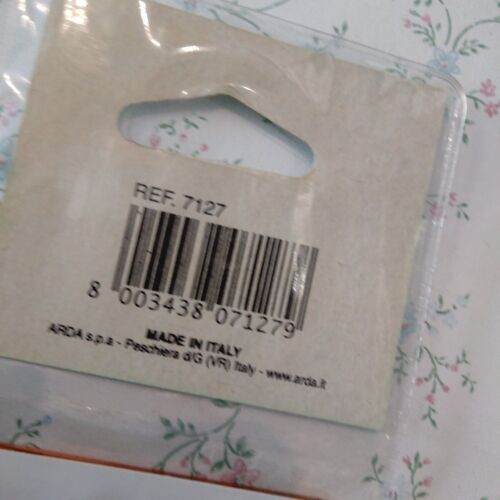 REF. 7127
8 003438 071279
MADE IN ITALY
ARDA s.p.a - Peschiera d/G (VR) Italy - www.arda.it